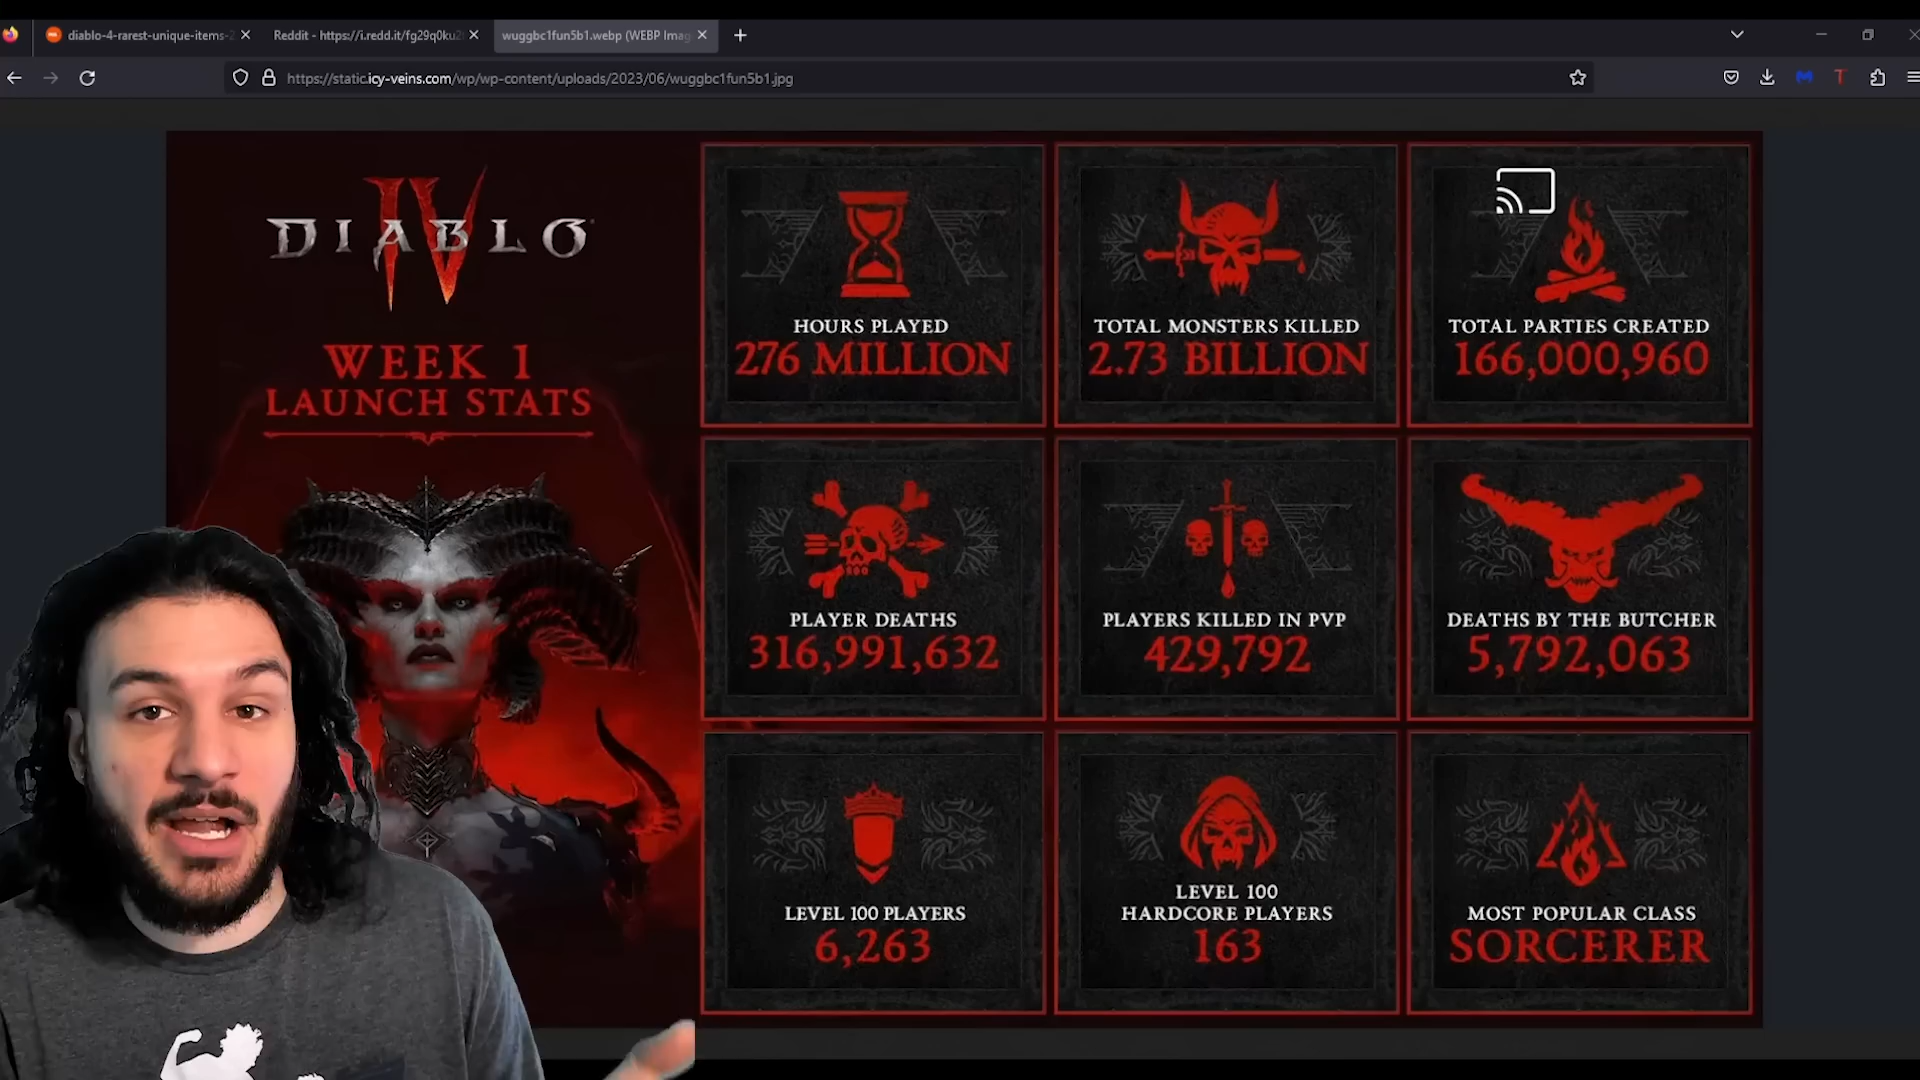 diablo-4-rarest-unique-items-2
Reddit - https://i.redd.it/fg29q0ku2
wuggbc1fun5b1.webp (WEBP Imag
https://static.icy-veins.com/wp/wp-content/uploads/2023/06/wuggbc1fun5b1.jpg
DIABLO
IV
WEEK 1
LAUNCH STATS
HOURS PLAYED
276 MILLION
TOTAL MONSTERS KILLED
2.73 BILLION
TOTAL PARTIES CREATED
166,000,960
PLAYER DEATHS
316,991,632
PLAYERS KILLED IN PVP
429,792
DEATHS BY THE BUTCHER
5,792,063
LEVEL 100 PLAYERS
6,263
LEVEL 100
HARDCORE PLAYERS
163
MOST POPULAR CLASS
SORCERER